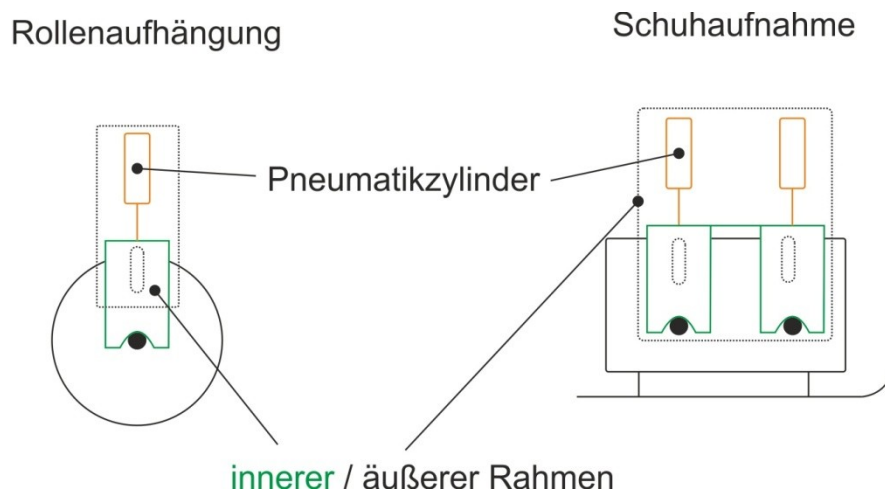 Rollenaufhängung
Schuhaufnahme
Pneumatikzylinder
innerer / äußerer Rahmen